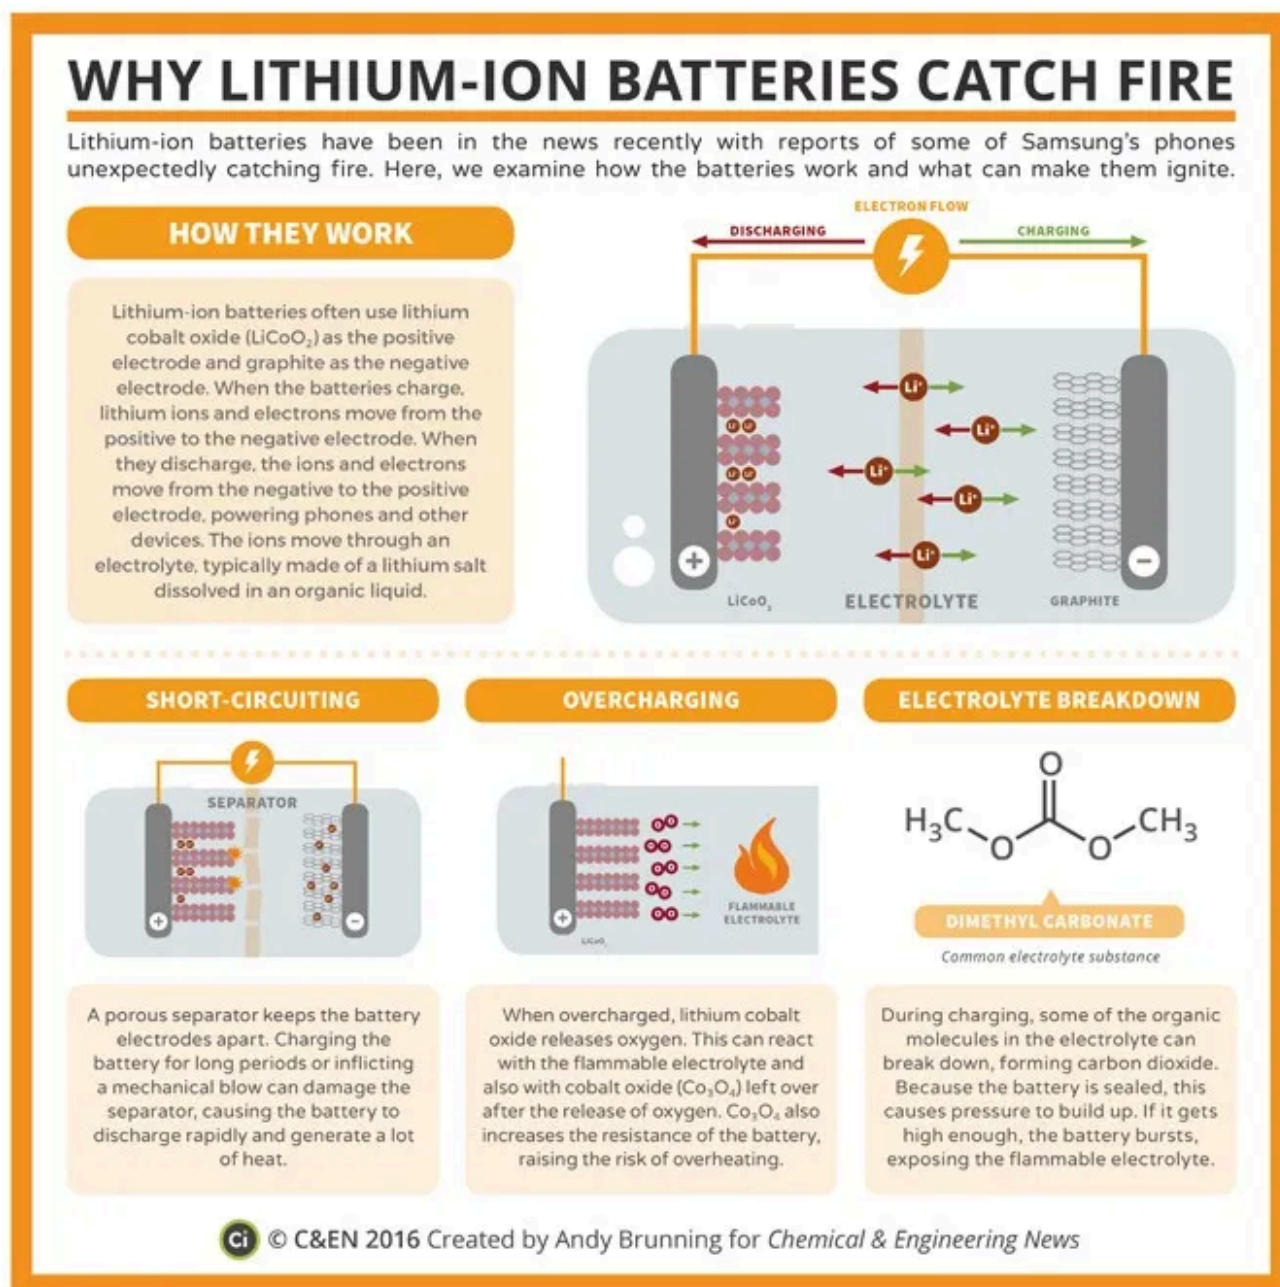 WHY LITHIUM-ION BATTERIES CATCH FIRE
Lithium-ion batteries have been in the news recently with reports of some of Samsung's phones
unexpectedly catching fire. Here, we examine how the batteries work and what can make them ignite.
HOW THEY WORK
Lithium-ion batteries often use lithium
cobalt oxide (LiCoO₂) as the positive
electrode and graphite as the negative
electrode. When the batteries charge,
lithium ions and electrons move from the
positive to the negative electrode. When
they discharge, the ions and electrons
move from the negative to the positive
electrode, powering phones and other
devices. The ions move through an
electrolyte, typically made of a lithium salt
dissolved in an organic liquid.
ELECTRON FLOW
DISCHARGING
CHARGING
Li⁺
Li⁺
Li⁺
Li⁺
Li⁺
+
−
LiCoO₂
ELECTROLYTE
GRAPHITE
SHORT-CIRCUITING
SEPARATOR
+
−
A porous separator keeps the battery
electrodes apart. Charging the
battery for long periods or inflicting
a mechanical blow can damage the
separator, causing the battery to
discharge rapidly and generate a lot
of heat.
OVERCHARGING
O O
O O
O O
O O
O O
+
LiCoO₂
FLAMMABLE
ELECTROLYTE
When overcharged, lithium cobalt
oxide releases oxygen. This can react
with the flammable electrolyte and
also with cobalt oxide (Co₃O₄) left over
after the release of oxygen. Co₃O₄ also
increases the resistance of the battery,
raising the risk of overheating.
ELECTROLYTE BREAKDOWN
O
H₃C O O CH₃
DIMETHYL CARBONATE
Common electrolyte substance
During charging, some of the organic
molecules in the electrolyte can
break down, forming carbon dioxide.
Because the battery is sealed, this
causes pressure to build up. If it gets
high enough, the battery bursts,
exposing the flammable electrolyte.
Ci © C&EN 2016 Created by Andy Brunning for Chemical & Engineering News